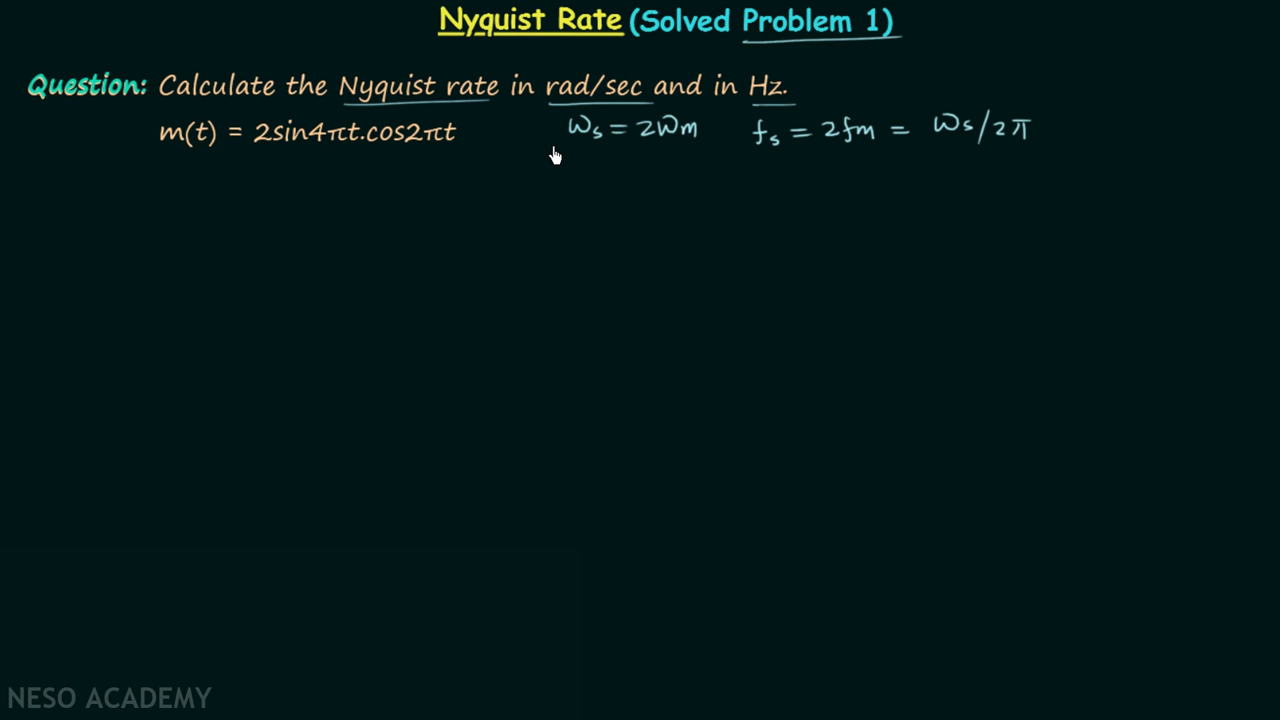 Nyquist Rate (Solved Problem 1)
Question: Calculate the Nyquist rate in rad/sec and in Hz.
m(t) = 2sin4πt.cos2πt ωs = 2ωm fs = 2fm = ωs/2π
NESO ACADEMY